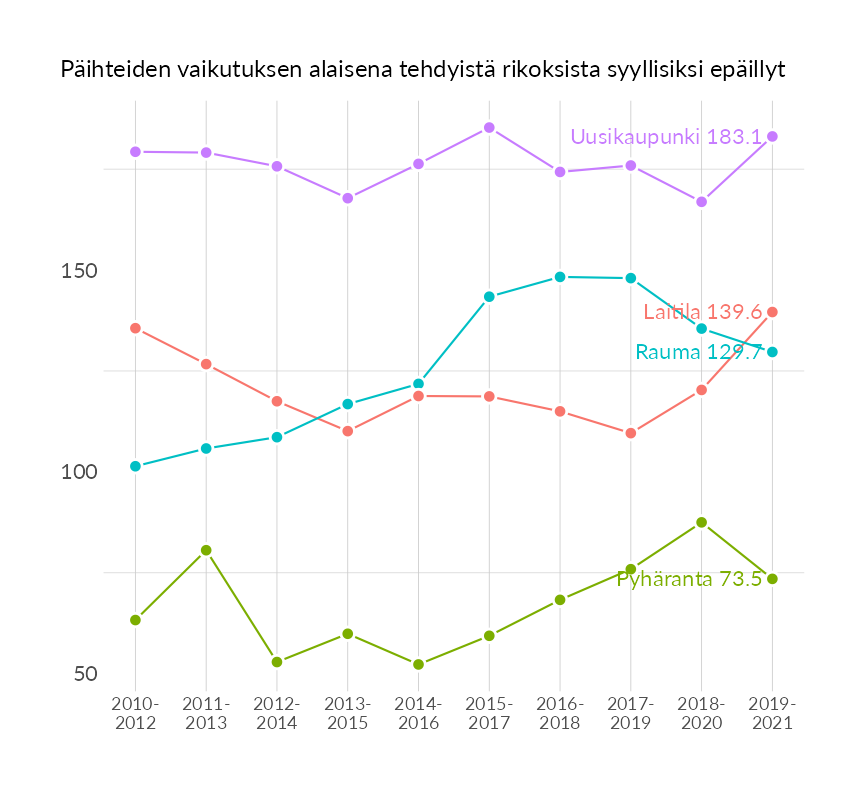 Päihteiden vaikutuksen alaisena tehdyistä rikoksista syyllisiksi epäillyt
Uusikaupunki 183.1
150
Laitila 139.6
Rauma 129.7
100
Pyhäranta 73.5
50
2010- 2011- 2012- 2013- 2014- 2015- 2016- 2017- 2018- 2019-
2012 2013 2014 2015 2016 2017 2018 2019 2020 2021